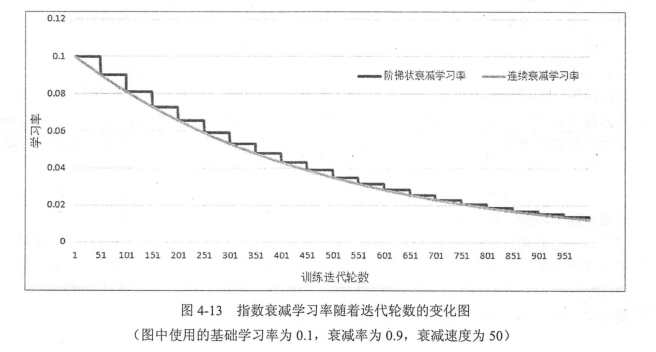 0.12
0.1
0.08
0.06
0.04
0.02
0
学习率
阶梯状衰减学习率 连续衰减学习率
1 51 101 151 201 251 301 351 401 451 501 551 601 651 701 751 801 851 901 951
训练迭代轮数
图 4-13 指数衰减学习率随着迭代轮数的变化图
（图中使用的基础学习率为 0.1，衰减率为 0.9，衰减速度为 50）